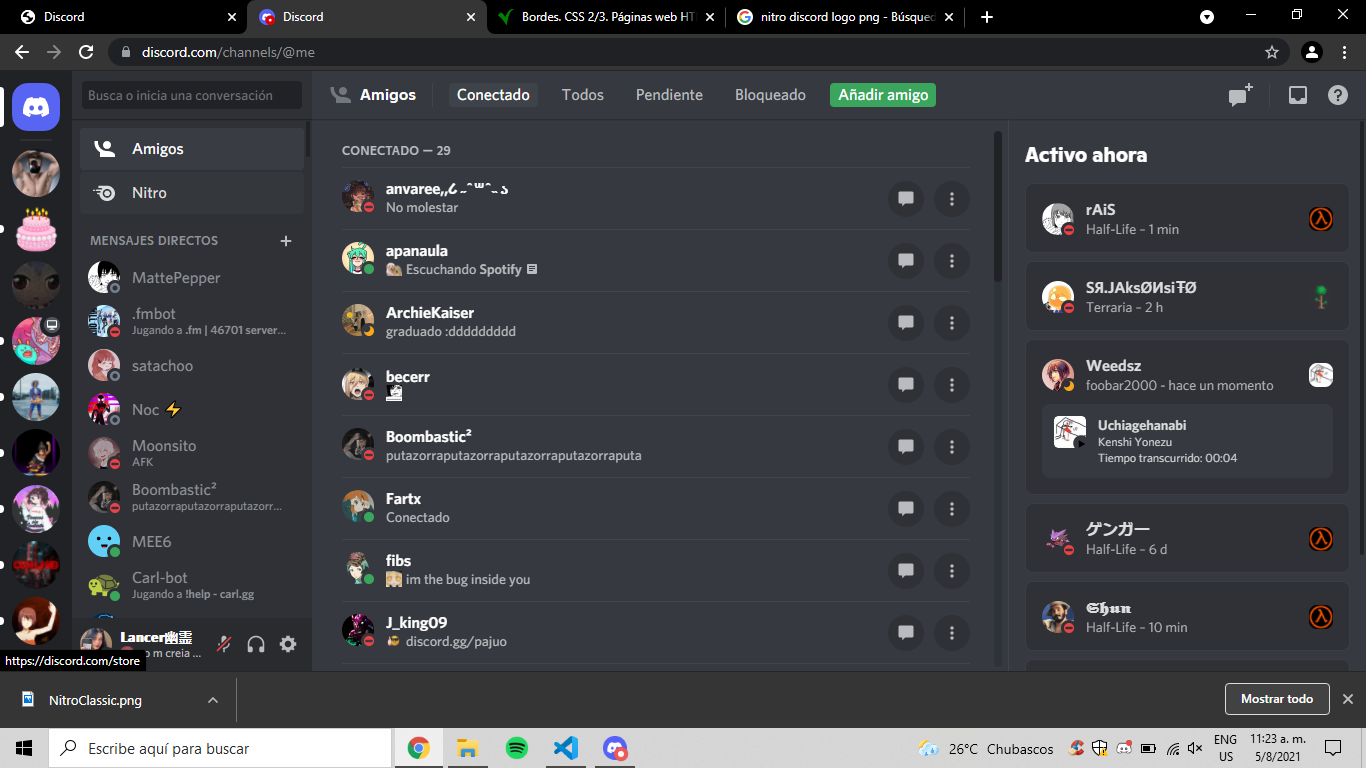 Discord
Discord
Bordes. CSS 2/3. Páginas web HT
nitro discord logo png - Búsqued
discord.com/channels/@me
Busca o inicia una conversación
Amigos
Conectado
Todos
Pendiente
Bloqueado
Añadir amigo
Amigos
Nitro
MENSAJES DIRECTOS
MattePepper
.fmbot
Jugando a .fm | 46701 server...
satachoo
Noc ⚡
Moonsito
AFK
Boombastic²
putazorraputazorraputazorr...
MEE6
Carl-bot
Jugando a !help - carl.gg
Lancer幽霊
o m creia ...
https://discord.com/store
CONECTADO — 29
anvaree,,
No molestar
apanaula
Escuchando Spotify
ArchieKaiser
graduado :ddddddddd
becerr
Boombastic²
putazorraputazorraputazorraputazorraputa
Fartx
Conectado
fibs
im the bug inside you
J_king09
discord.gg/pajuo
Activo ahora
rAiS
Half-Life – 1 min
SЯ.JAksØИsiŦØ
Terraria – 2 h
Weedsz
foobar2000 - hace un momento
Uchiagehanabi
Kenshi Yonezu
Tiempo transcurrido: 00:04
ゲンガー
Half-Life – 6 d
𝕾𝖍𝖚𝖓
Half-Life – 10 min
NitroClassic.png
Mostrar todo
Escribe aquí para buscar
26°C Chubascos
ENG
US
11:23 a. m.
5/8/2021